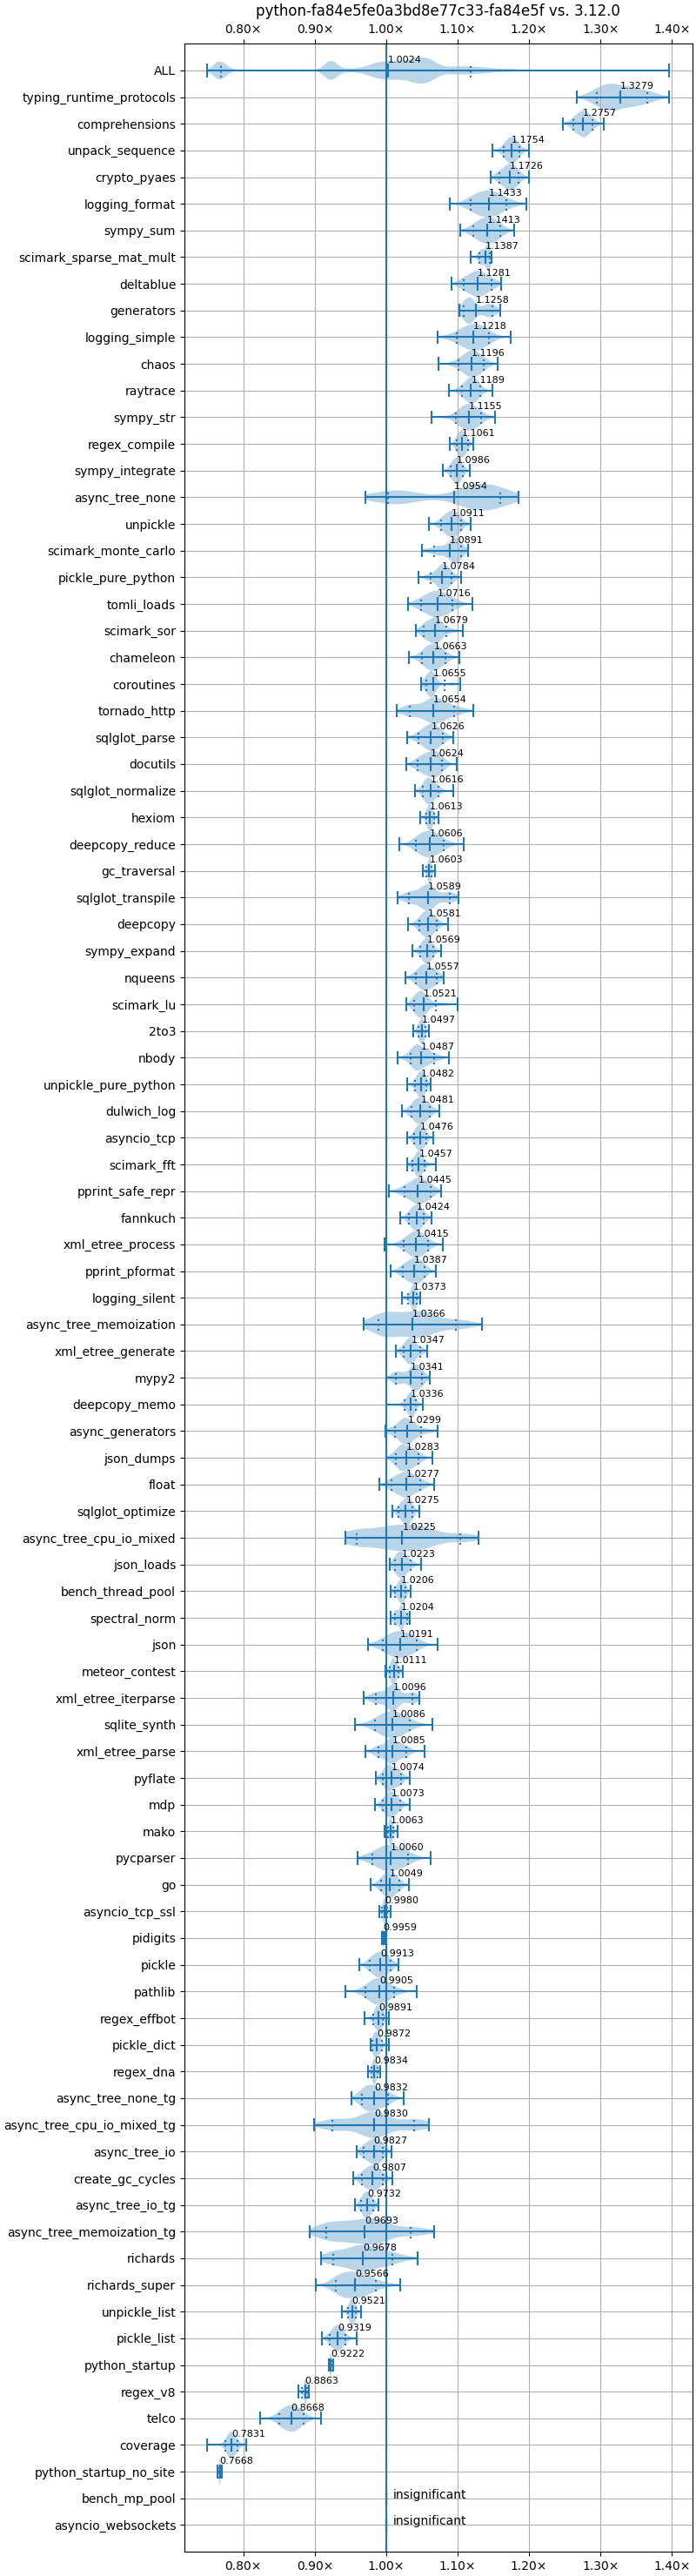 python-fa84e5fe0a3bd8e77c33-fa84e5f vs. 3.12.0
0.80× 0.90× 1.00× 1.10× 1.20× 1.30× 1.40×
ALL 1.0024
typing_runtime_protocols 1.3279
comprehensions 1.2757
unpack_sequence 1.1754
crypto_pyaes 1.1726
logging_format 1.1433
sympy_sum 1.1413
scimark_sparse_mat_mult 1.1387
deltablue 1.1281
generators 1.1258
logging_simple 1.1218
chaos 1.1196
raytrace 1.1189
sympy_str 1.1155
regex_compile 1.1061
sympy_integrate 1.0986
async_tree_none 1.0954
unpickle 1.0911
scimark_monte_carlo 1.0891
pickle_pure_python 1.0784
tomli_loads 1.0716
scimark_sor 1.0679
chameleon 1.0663
coroutines 1.0655
tornado_http 1.0654
sqlglot_parse 1.0626
docutils 1.0624
sqlglot_normalize 1.0616
hexiom 1.0613
deepcopy_reduce 1.0606
gc_traversal 1.0603
sqlglot_transpile 1.0589
deepcopy 1.0581
sympy_expand 1.0569
nqueens 1.0557
scimark_lu 1.0521
2to3 1.0497
nbody 1.0487
unpickle_pure_python 1.0482
dulwich_log 1.0481
asyncio_tcp 1.0476
scimark_fft 1.0457
pprint_safe_repr 1.0445
fannkuch 1.0424
xml_etree_process 1.0415
pprint_pformat 1.0387
logging_silent 1.0373
async_tree_memoization 1.0366
xml_etree_generate 1.0347
mypy2 1.0341
deepcopy_memo 1.0336
async_generators 1.0299
json_dumps 1.0283
float 1.0277
sqlglot_optimize 1.0275
async_tree_cpu_io_mixed 1.0225
json_loads 1.0223
bench_thread_pool 1.0206
spectral_norm 1.0204
json 1.0191
meteor_contest 1.0111
xml_etree_iterparse 1.0096
sqlite_synth 1.0086
xml_etree_parse 1.0085
pyflate 1.0074
mdp 1.0073
mako 1.0063
pycparser 1.0060
go 1.0049
asyncio_tcp_ssl 0.9980
pidigits 0.9959
pickle 0.9913
pathlib 0.9905
regex_effbot 0.9891
pickle_dict 0.9872
regex_dna 0.9834
async_tree_none_tg 0.9832
async_tree_cpu_io_mixed_tg 0.9830
async_tree_io 0.9827
create_gc_cycles 0.9807
async_tree_io_tg 0.9732
async_tree_memoization_tg 0.9693
richards 0.9678
richards_super 0.9566
unpickle_list 0.9521
pickle_list 0.9319
python_startup 0.9222
regex_v8 0.8863
telco 0.8668
coverage 0.7831
python_startup_no_site 0.7668
bench_mp_pool insignificant
asyncio_websockets insignificant
0.80× 0.90× 1.00× 1.10× 1.20× 1.30× 1.40×